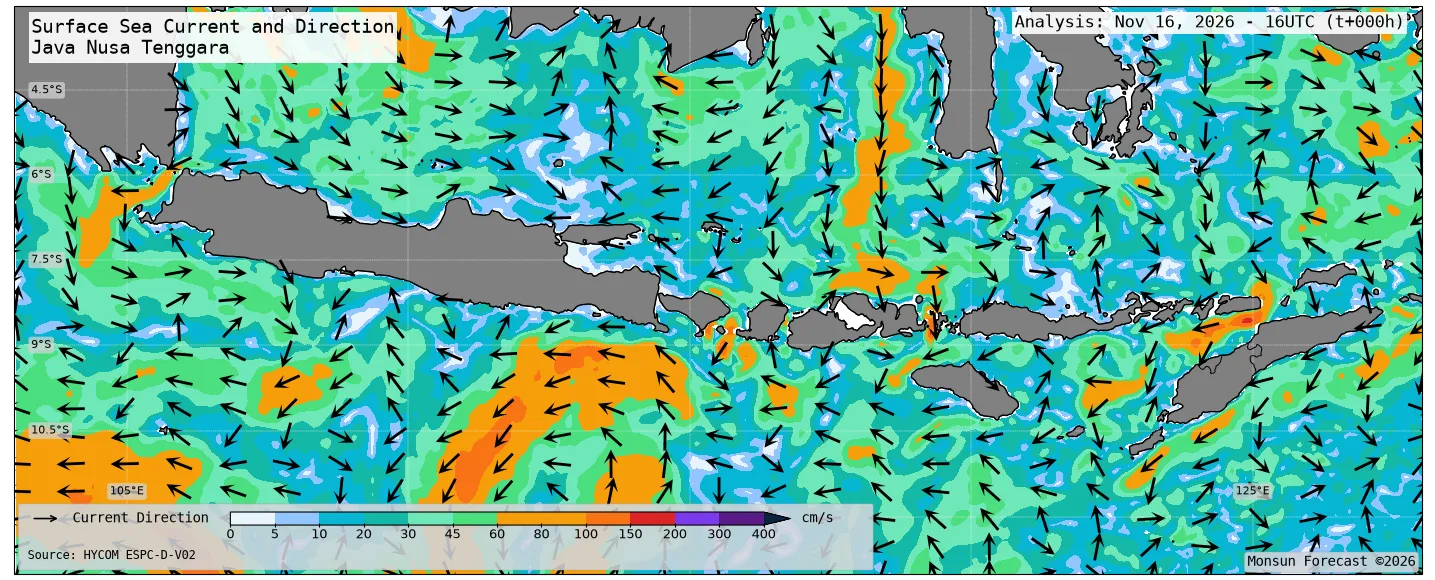 Surface Sea Current and Direction
Java Nusa Tenggara
Analysis: Nov 16, 2026 - 16UTC (t+000h)
4.5°S
6°S
7.5°S
9°S
10.5°S
105°E
125°E
Current Direction
0 5 10 20 30 45 60 80 100 150 200 300 400
cm/s
Source: HYCOM ESPC-D-V02
Monsun Forecast ©2026